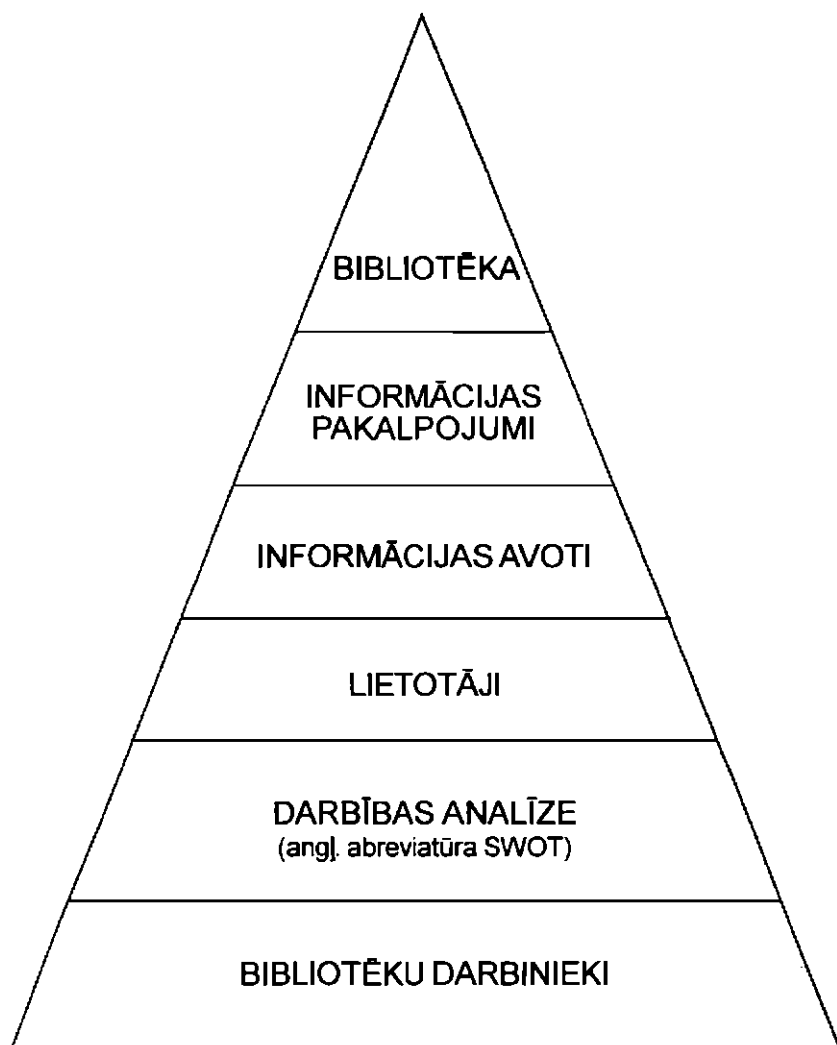 BIBLIOTĒKA
INFORMĀCIJAS
PAKALPOJUMI
INFORMĀCIJAS AVOTI
LIETOTĀJI
DARBĪBAS ANALĪZE
(angļ. abreviatūra SWOT)
BIBLIOTĒKU DARBINIEKI